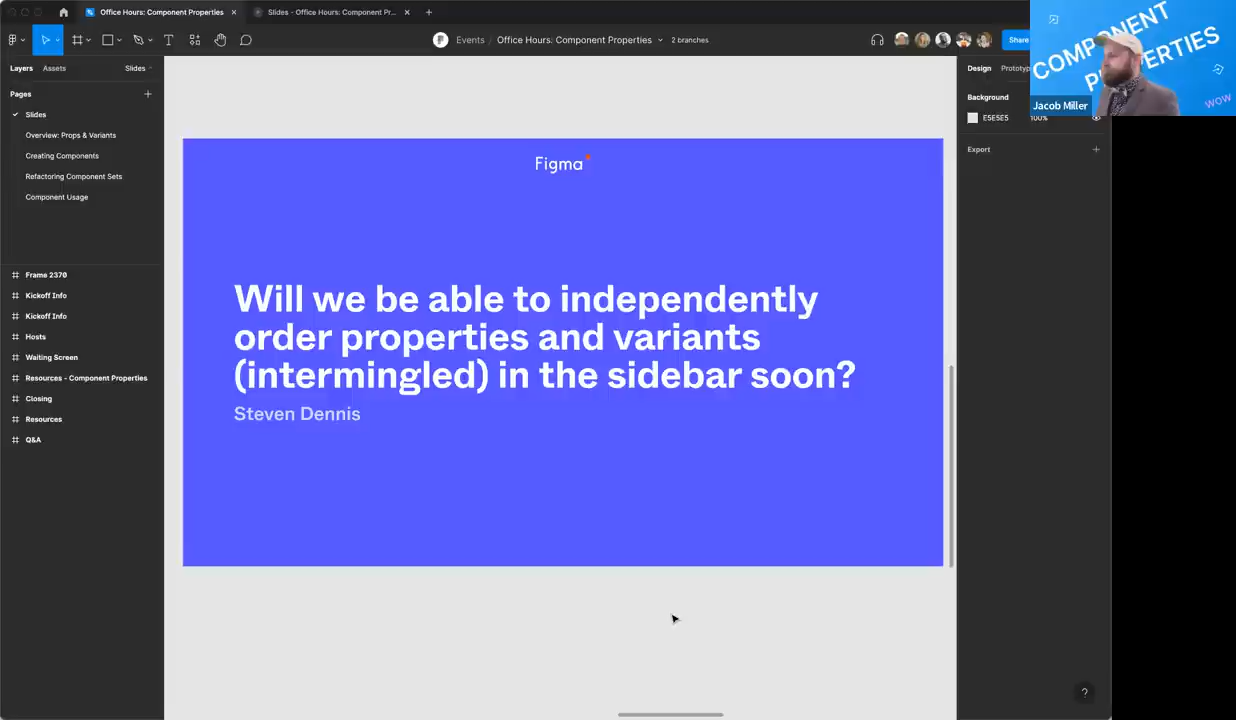 Office Hours: Component Properties
Slides - Office Hours: Component Pr...
Events / Office Hours: Component Properties
2 branches
Share
Layers
Assets
Slides
Design
Prototyp
Pages
Slides
Overview: Props & Variants
Creating Components
Refactoring Component Sets
Component Usage
Frame 2370
Kickoff Info
Kickoff Info
Hosts
Waiting Screen
Resources - Component Properties
Closing
Resources
Q&A
Figma
Will we be able to independently
order properties and variants
(intermingled) in the sidebar soon?
Steven Dennis
Background
E5E5E5
100%
Export
COMPONENT
WOW
Jacob Miller
?